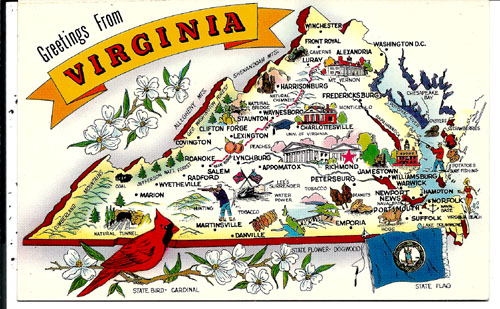 Greetings From
VIRGINIA
WINCHESTER
FRONT ROYAL
CAVERNS
ALEXANDRIA
WASHINGTON D.C.
LURAY
MT. VERNON
SHENANDOAH MTS.
HARRISONBURG
NATURAL CHIMNEYS
FREDERICKSBURG
CHESAPEAKE BAY
ALLEGHENY MTS.
NATURAL BRIDGE
WAYNESBORO
MONTICELLO
STAUNTON
CLIFTON FORGE
CHARLOTTESVILLE
UNIV. OF VIRGINIA
OYSTERS
STRAWBERRIES
LEXINGTON
COVINGTON
PEACHES
ROANOKE
LYNCHBURG
RICHMOND
JAMESTOWN
POTATOES
SALEM
APPOMATOX
WILLIAMSBURG
RADFORD
PETERSBURG
WARWICK
COAL
WYTHEVILLE
SURRENDER
TOBACCO
HAMPTON
MARION
WATER POWER
PEANUTS
NEWPORT NEWS
NORFOLK
HUNTING
TOBACCO
PORTSMOUTH
VIRGINIA BEACH
MARTINSVILLE
EMPORIA
SUFFOLK
NATURAL TUNNEL
DANVILLE
STATE FLOWER-DOGWOOD
STATE BIRD-CARDINAL
STATE FLAG